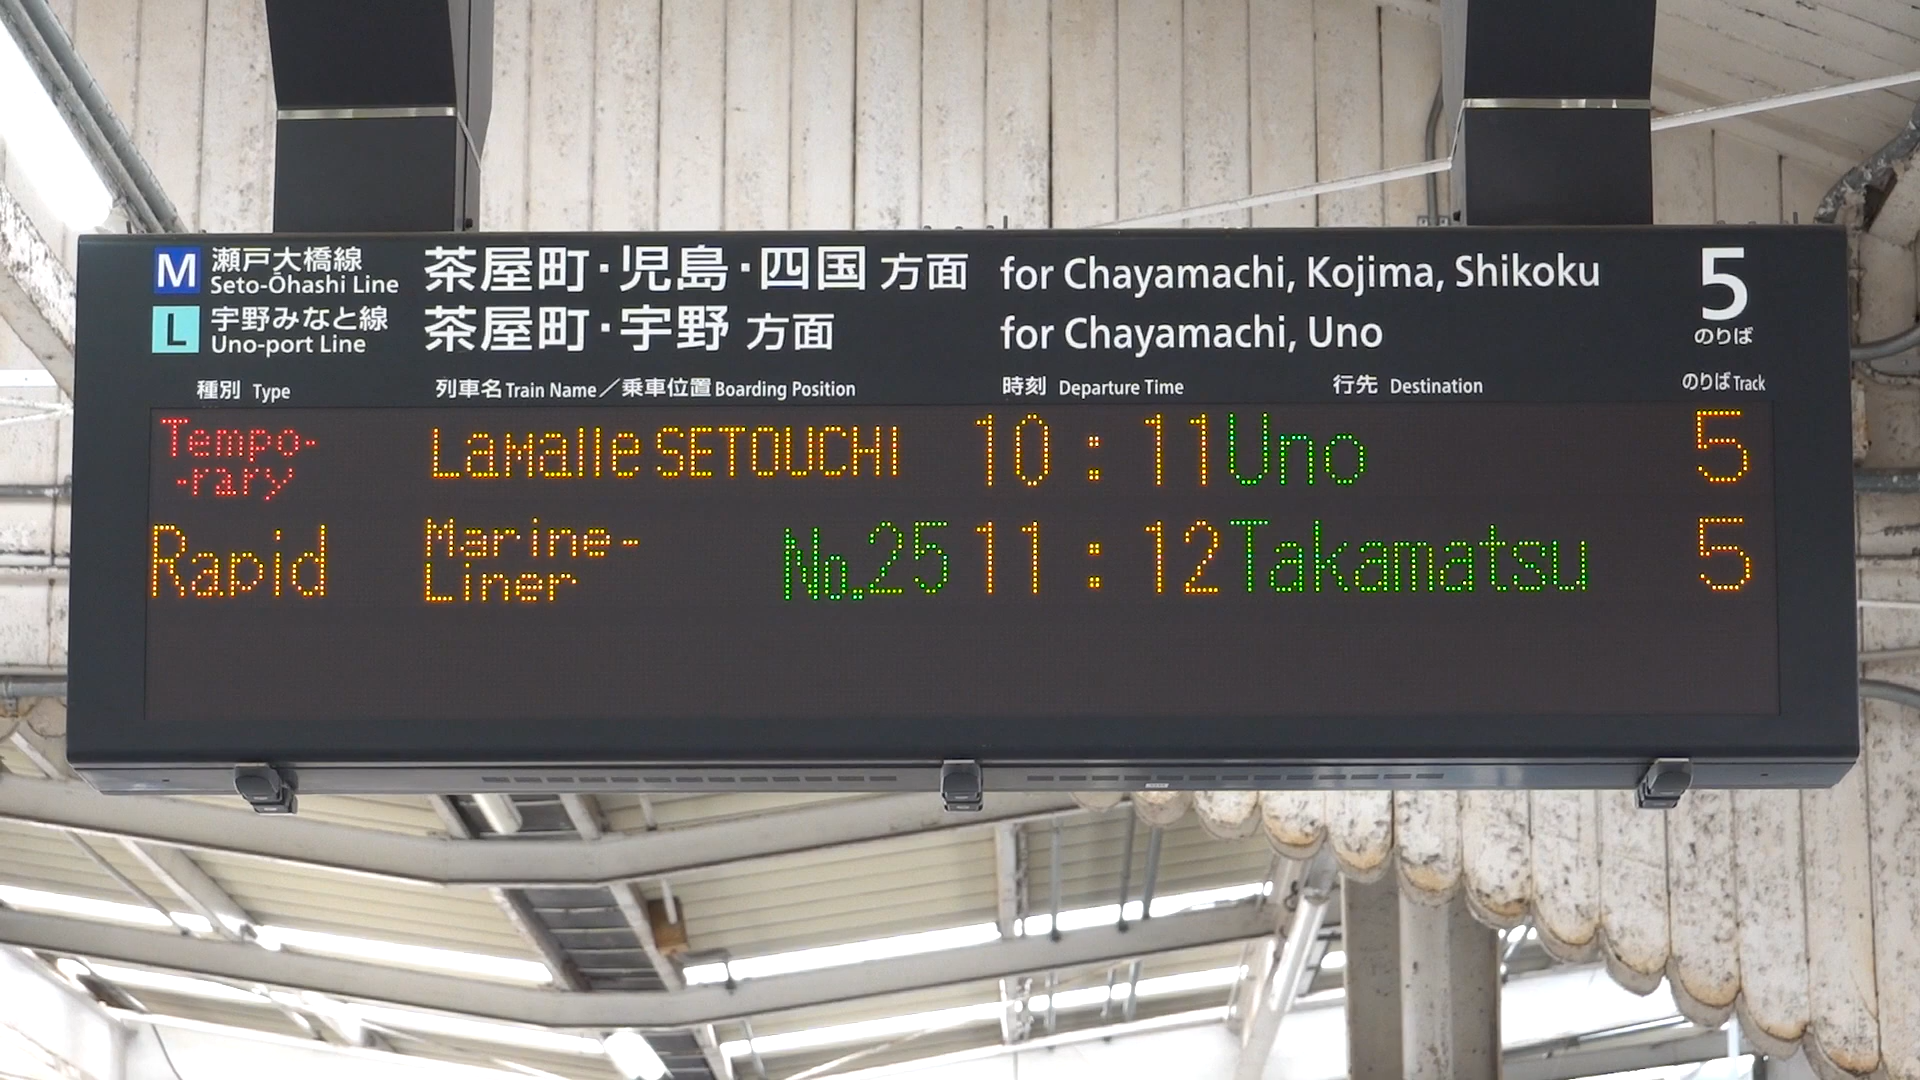 M 瀬戸大橋線 茶屋町・児島・四国 方面 for Chayamachi, Kojima, Shikoku 5
Seto-Ōhashi Line
L 宇野みなと線 茶屋町・宇野 方面 for Chayamachi, Uno のりば
Uno-port Line
種別 Type 列車名 Train Name／乗車位置 Boarding Position 時刻 Departure Time 行先 Destination のりば Track
Tempo- LaMalle SETOUCHI 10:11 Uno 5
-rary
Rapid Marine- No.25 11:12 Takamatsu 5
Liner